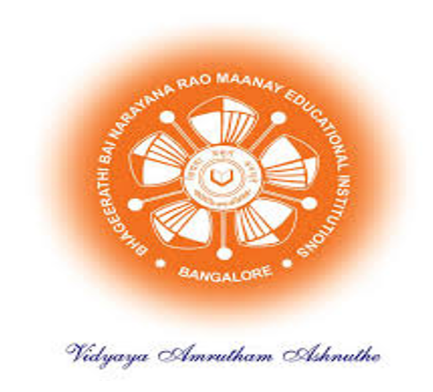 BHAGEERATHI BAI NARAYANA RAO MAANAY EDUCATIONAL INSTITUTIONS
BANGALORE
Vidyaya Amrutham Ashnuthe